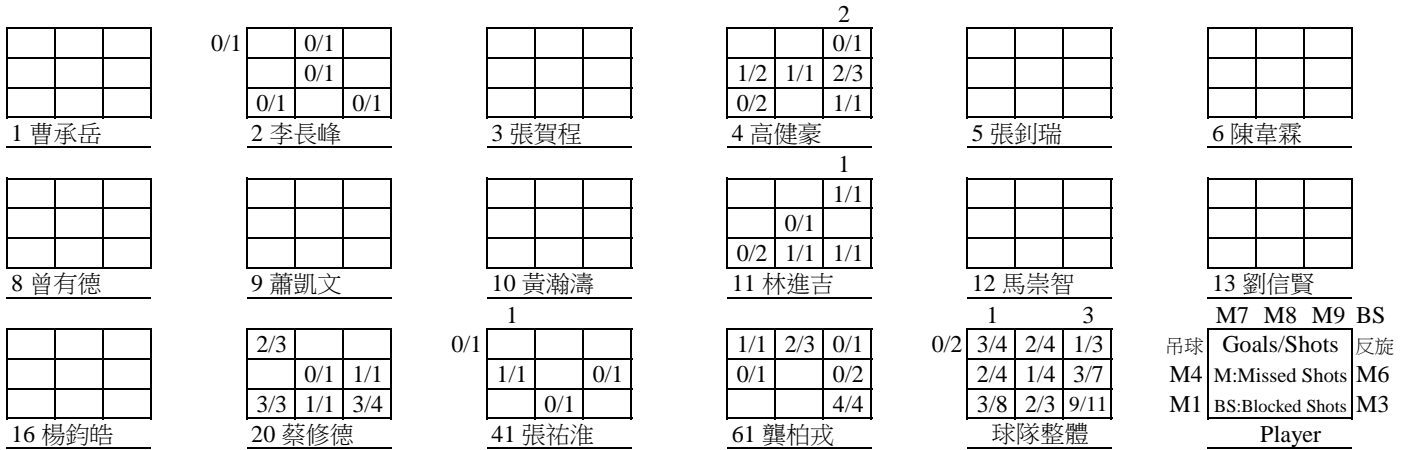 2
0/1 0/1 0/1
0/1 1/2 1/1 2/3
0/1 0/1 0/2 1/1
1 曹承岳 2 李長峰 3 張賀程 4 高健豪 5 張釗瑞 6 陳韋霖
1
1/1
0/1
0/2 1/1 1/1
8 曾有德 9 蕭凱文 10 黃瀚濤 11 林進吉 12 馬崇智 13 劉信賢
1 1 3 M7 M8 M9 BS
2/3 0/1 1/1 2/3 0/1 0/2 3/4 2/4 1/3 吊球 Goals/Shots 反旋
0/1 1/1 1/1 0/1 0/1 0/2 2/4 1/4 3/7 M4 M:Missed Shots M6
3/3 1/1 3/4 0/1 4/4 3/8 2/3 9/11 M1 BS:Blocked Shots M3
16 楊鈞皓 20 蔡修德 41 張祐淮 61 龔柏戎 球隊整體 Player